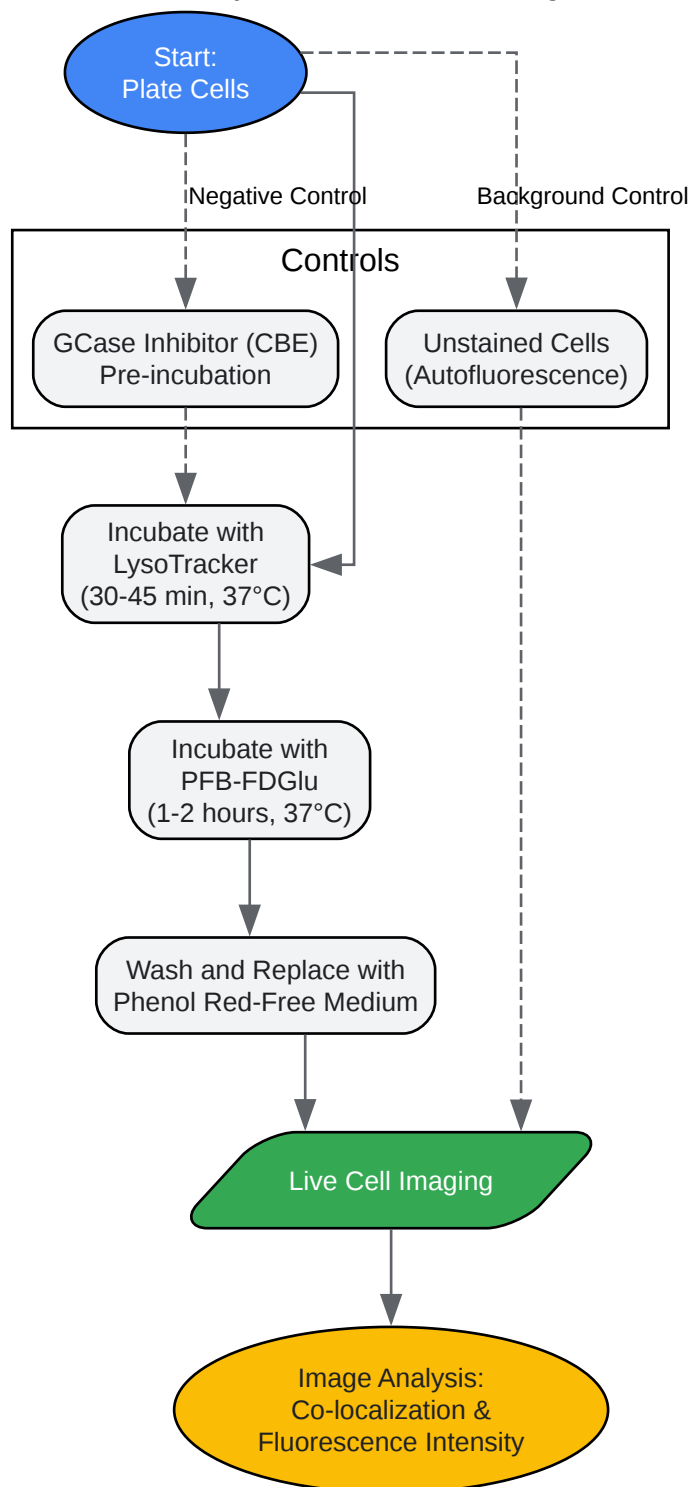 Start:
Plate Cells
Negative Control
Background Control
Controls
GCase Inhibitor (CBE)
Pre-incubation
Unstained Cells
(Autofluorescence)
Incubate with
LysoTracker
(30-45 min, 37°C)
Incubate with
PFB-FDGlu
(1-2 hours, 37°C)
Wash and Replace with
Phenol Red-Free Medium
Live Cell Imaging
Image Analysis:
Co-localization &
Fluorescence Intensity